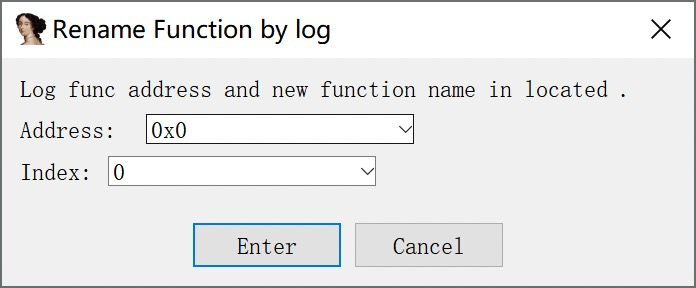 Rename Function by log
Log func address and new function name in located .
Address: 0x0
Index: 0
Enter Cancel